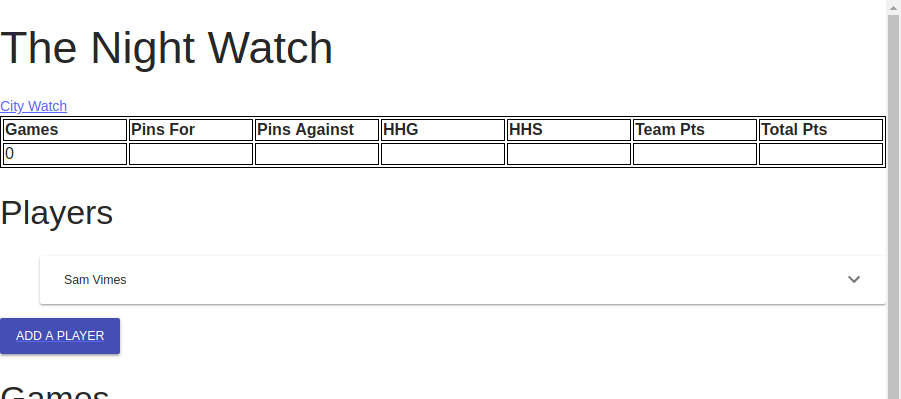 The Night Watch
City Watch
Games Pins For Pins Against HHG HHS Team Pts Total Pts
0
Players
Sam Vimes
ADD A PLAYER
Games